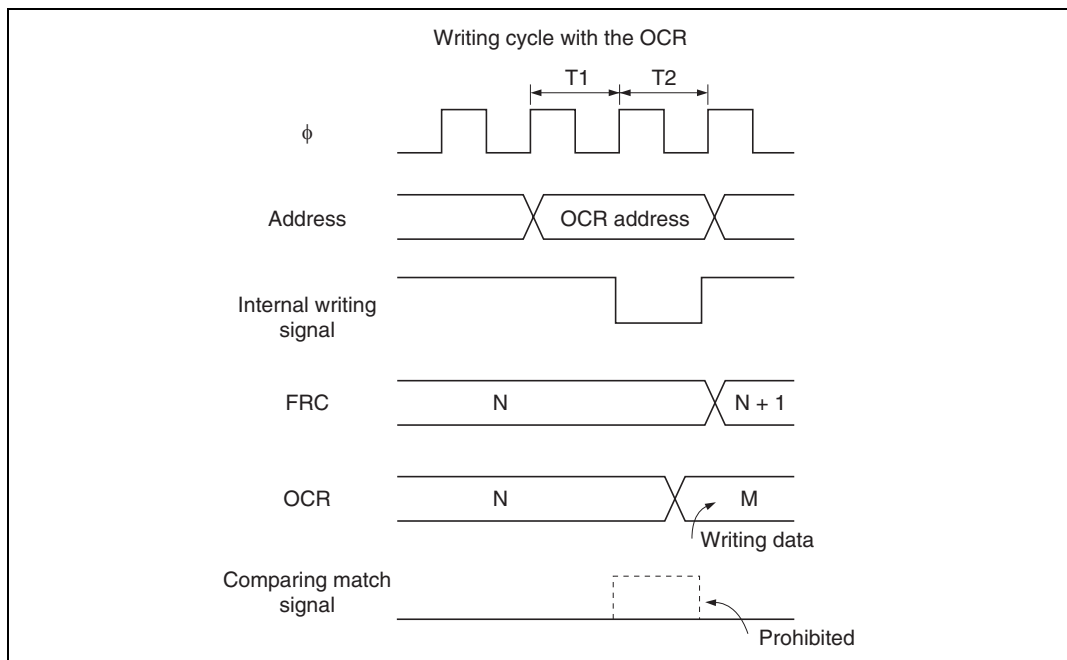 Writing cycle with the OCR
T1 T2
ϕ
Address OCR address
Internal writing
signal
FRC N N + 1
OCR N M
Writing data
Comparing match
signal
Prohibited